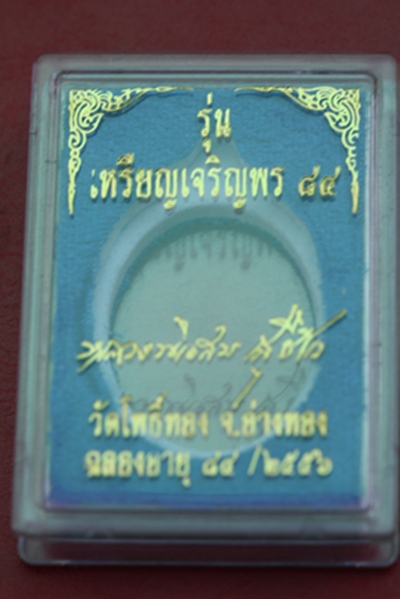 รุ่น
เหรียญเจริญพร ๘๔
วัดโพธิ์ทอง จ.อ่างทอง
ฉลองอายุ ๘๔ /๒๕๕๖